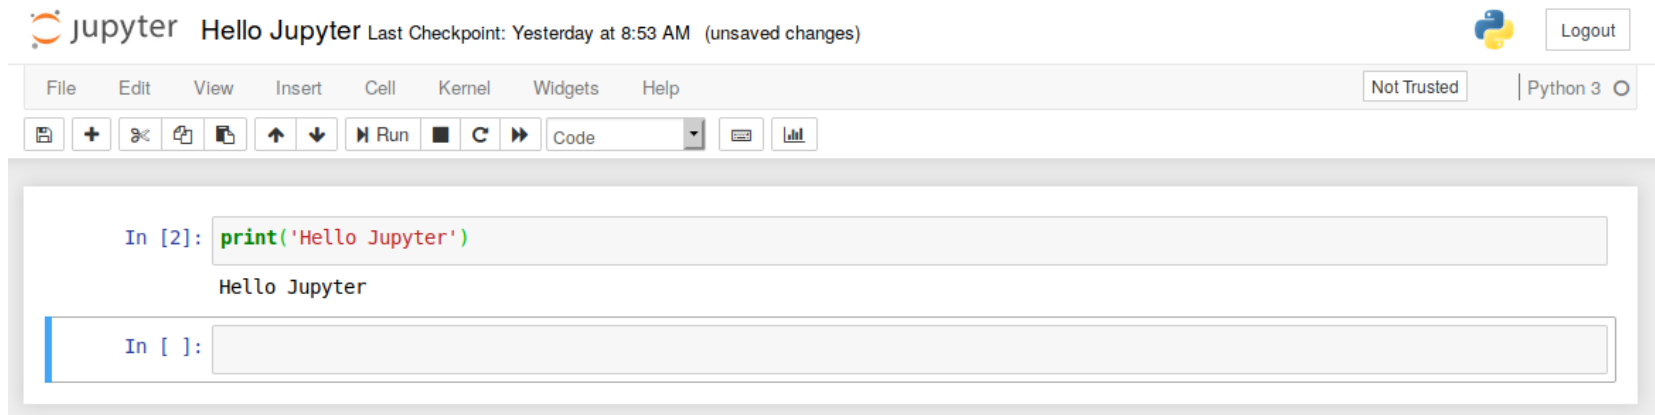 jupyter Hello Jupyter Last Checkpoint: Yesterday at 8:53 AM (unsaved changes) Logout
File Edit View Insert Cell Kernel Widgets Help Not Trusted Python 3
Run Code
In [2]: print('Hello Jupyter')
Hello Jupyter
In [ ]: